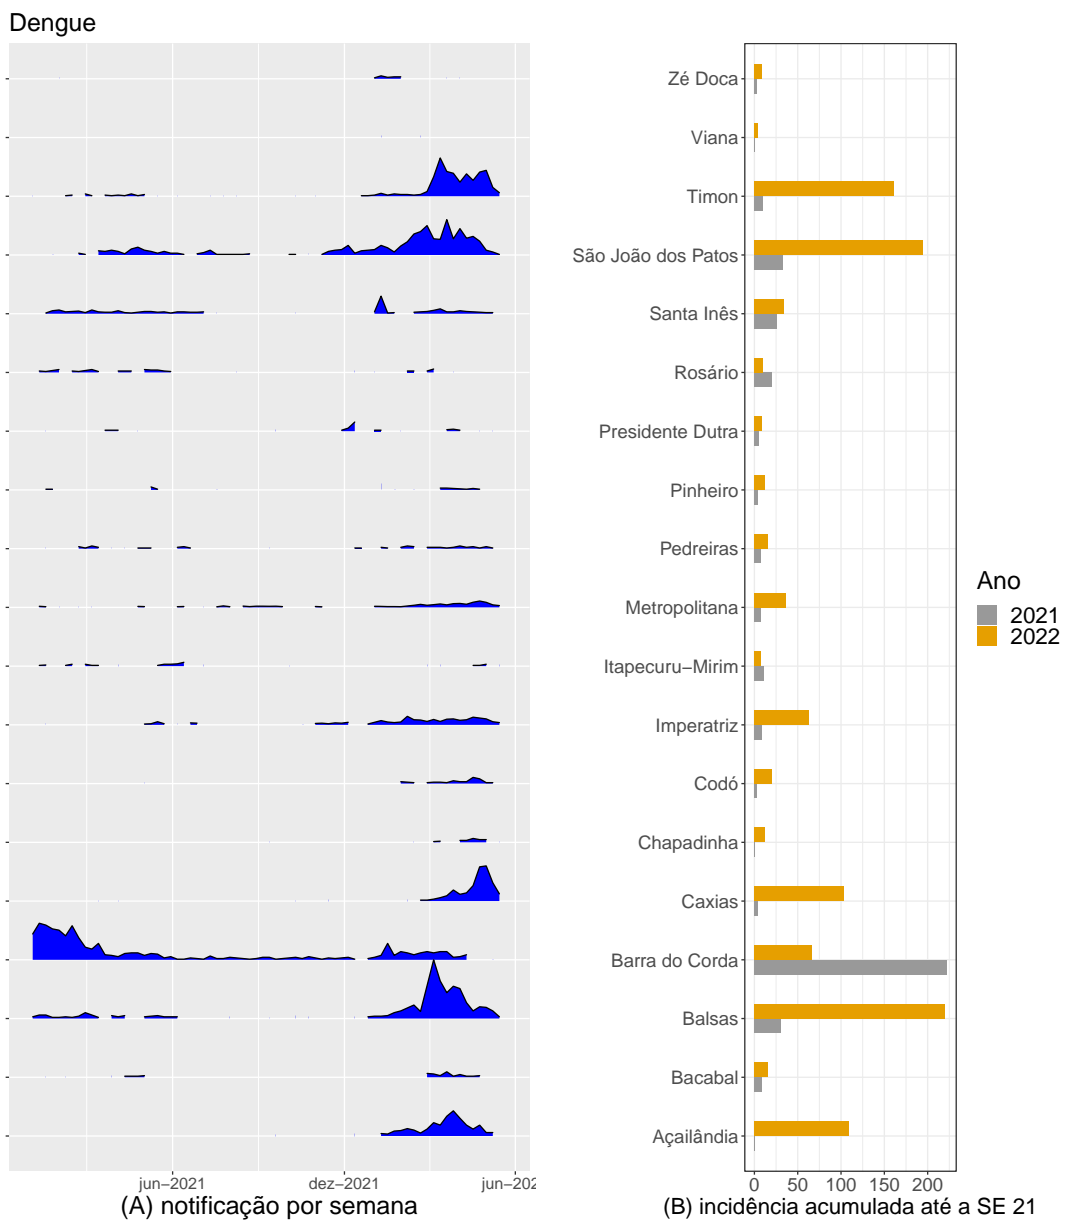 Dengue
Zé Doca
Viana
Timon
São João dos Patos
Santa Inês
Rosário
Presidente Dutra
Pinheiro
Pedreiras
Metropolitana
Itapecuru−Mirim
Imperatriz
Codó
Chapadinha
Caxias
Barra do Corda
Balsas
Bacabal
Açailândia
Ano
2021
2022
jun−2021 dez−2021 jun−202
0 50 100 150 200
(A) notificação por semana
(B) incidência acumulada até a SE 21